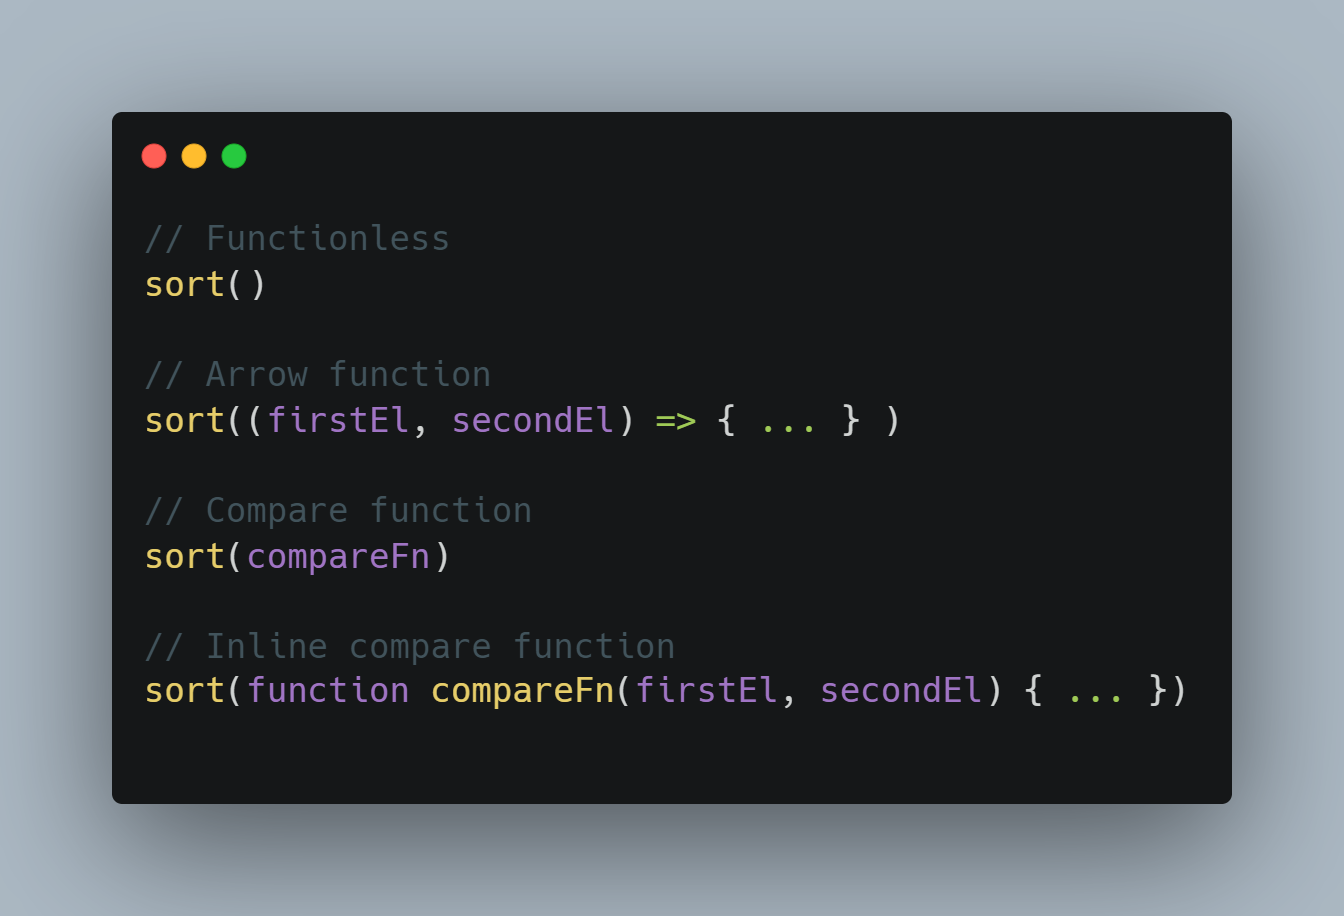 // Functionless
sort()
// Arrow function
sort((firstEl, secondEl) => { ... } )
// Compare function
sort(compareFn)
// Inline compare function
sort(function compareFn(firstEl, secondEl) { ... })